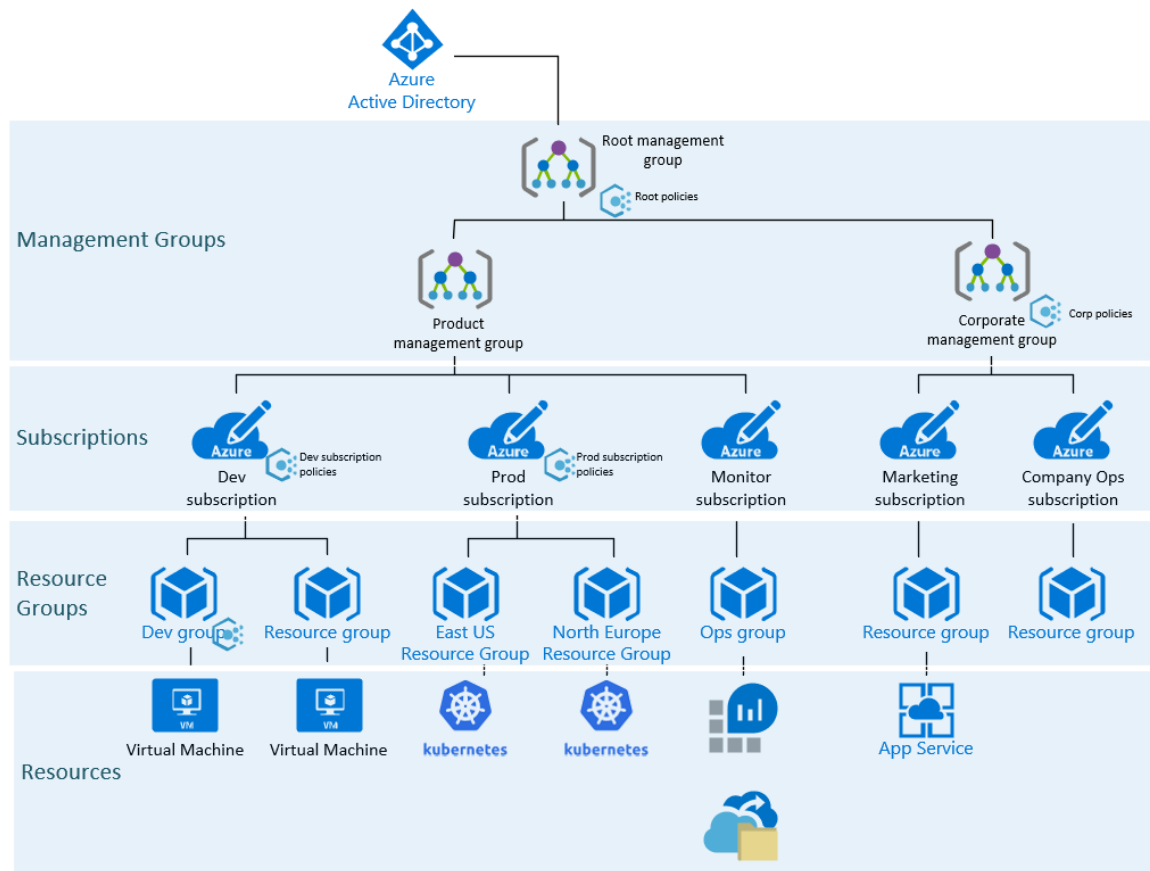 Azure
Active Directory
Root management
group
Root policies
Management Groups
Product
management group
Corporate
management group
Corp policies
Subscriptions
Azure
Dev subscription
policies
Dev
subscription
Azure
Prod subscription
policies
Prod
subscription
Azure
Monitor
subscription
Azure
Marketing
subscription
Azure
Company Ops
subscription
Resource
Groups
Dev group
Resource group
East US
Resource Group
North Europe
Resource Group
Ops group
Resource group
Resource group
Resources
VM
Virtual Machine
VM
Virtual Machine
kubernetes
kubernetes
App Service